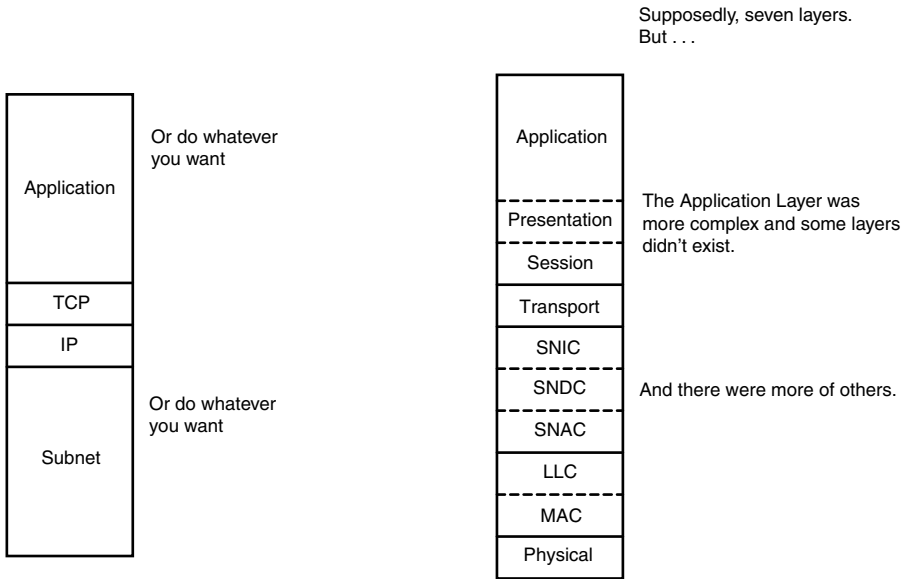 Supposedly, seven layers.
But . . .
Application
Or do whatever
you want
TCP
IP
Subnet
Or do whatever
you want
Application
Presentation
Session
The Application Layer was
more complex and some layers
didn’t exist.
Transport
SNIC
SNDC
SNAC
And there were more of others.
LLC
MAC
Physical